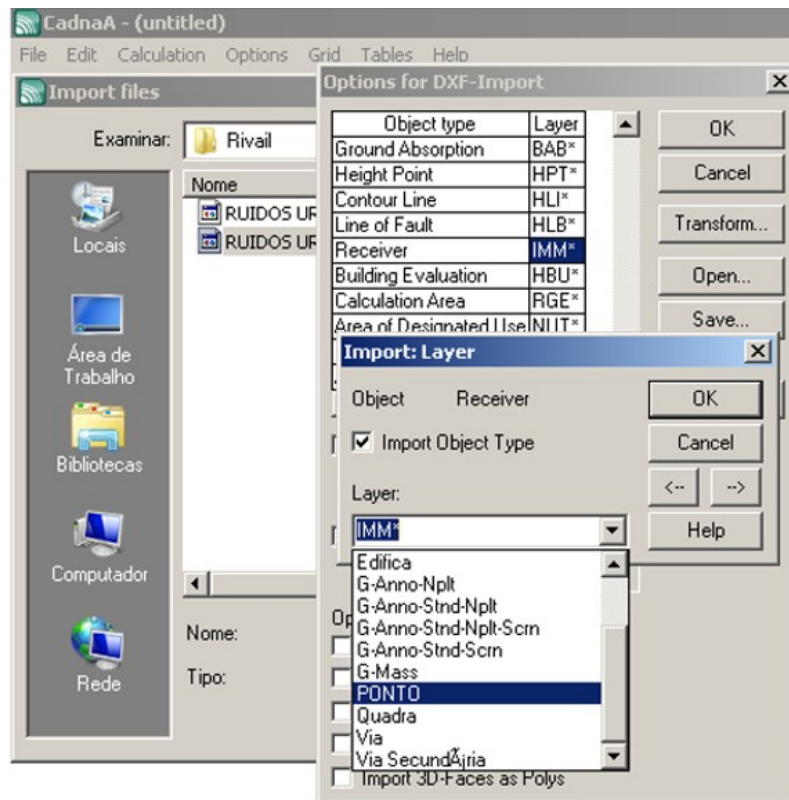 CadnaA - (untitled)
File Edit Calculation Options Grid Tables Help
Import files
Examinar:
Rivail
Nome
RUIDOS UR
RUIDOS UR
Locais
Área de
Trabalho
Bibliotecas
Computador
Rede
Nome:
Tipo:
Options for DXF-Import
Object type Layer
Ground Absorption BAB*
Height Point HPT*
Contour Line HLI*
Line of Fault HLB*
Receiver IMM*
Building Evaluation HBU*
Calculation Area RGE*
Area of Designated Use NUT*
OK
Cancel
Transform...
Open...
Save...
Import: Layer
Object Receiver
Import Object Type
Layer:
IMM*
OK
Cancel
<-- -->
Help
Edifica
G-Anno-Nplt
G-Anno-Stnd-Nplt
G-Anno-Stnd-Nplt-Scrn
G-Anno-Stnd-Scrn
G-Mass
PONTO
Quadra
Via
Via SecundÃ¡ria
Op
Import 3D-Faces as Polys